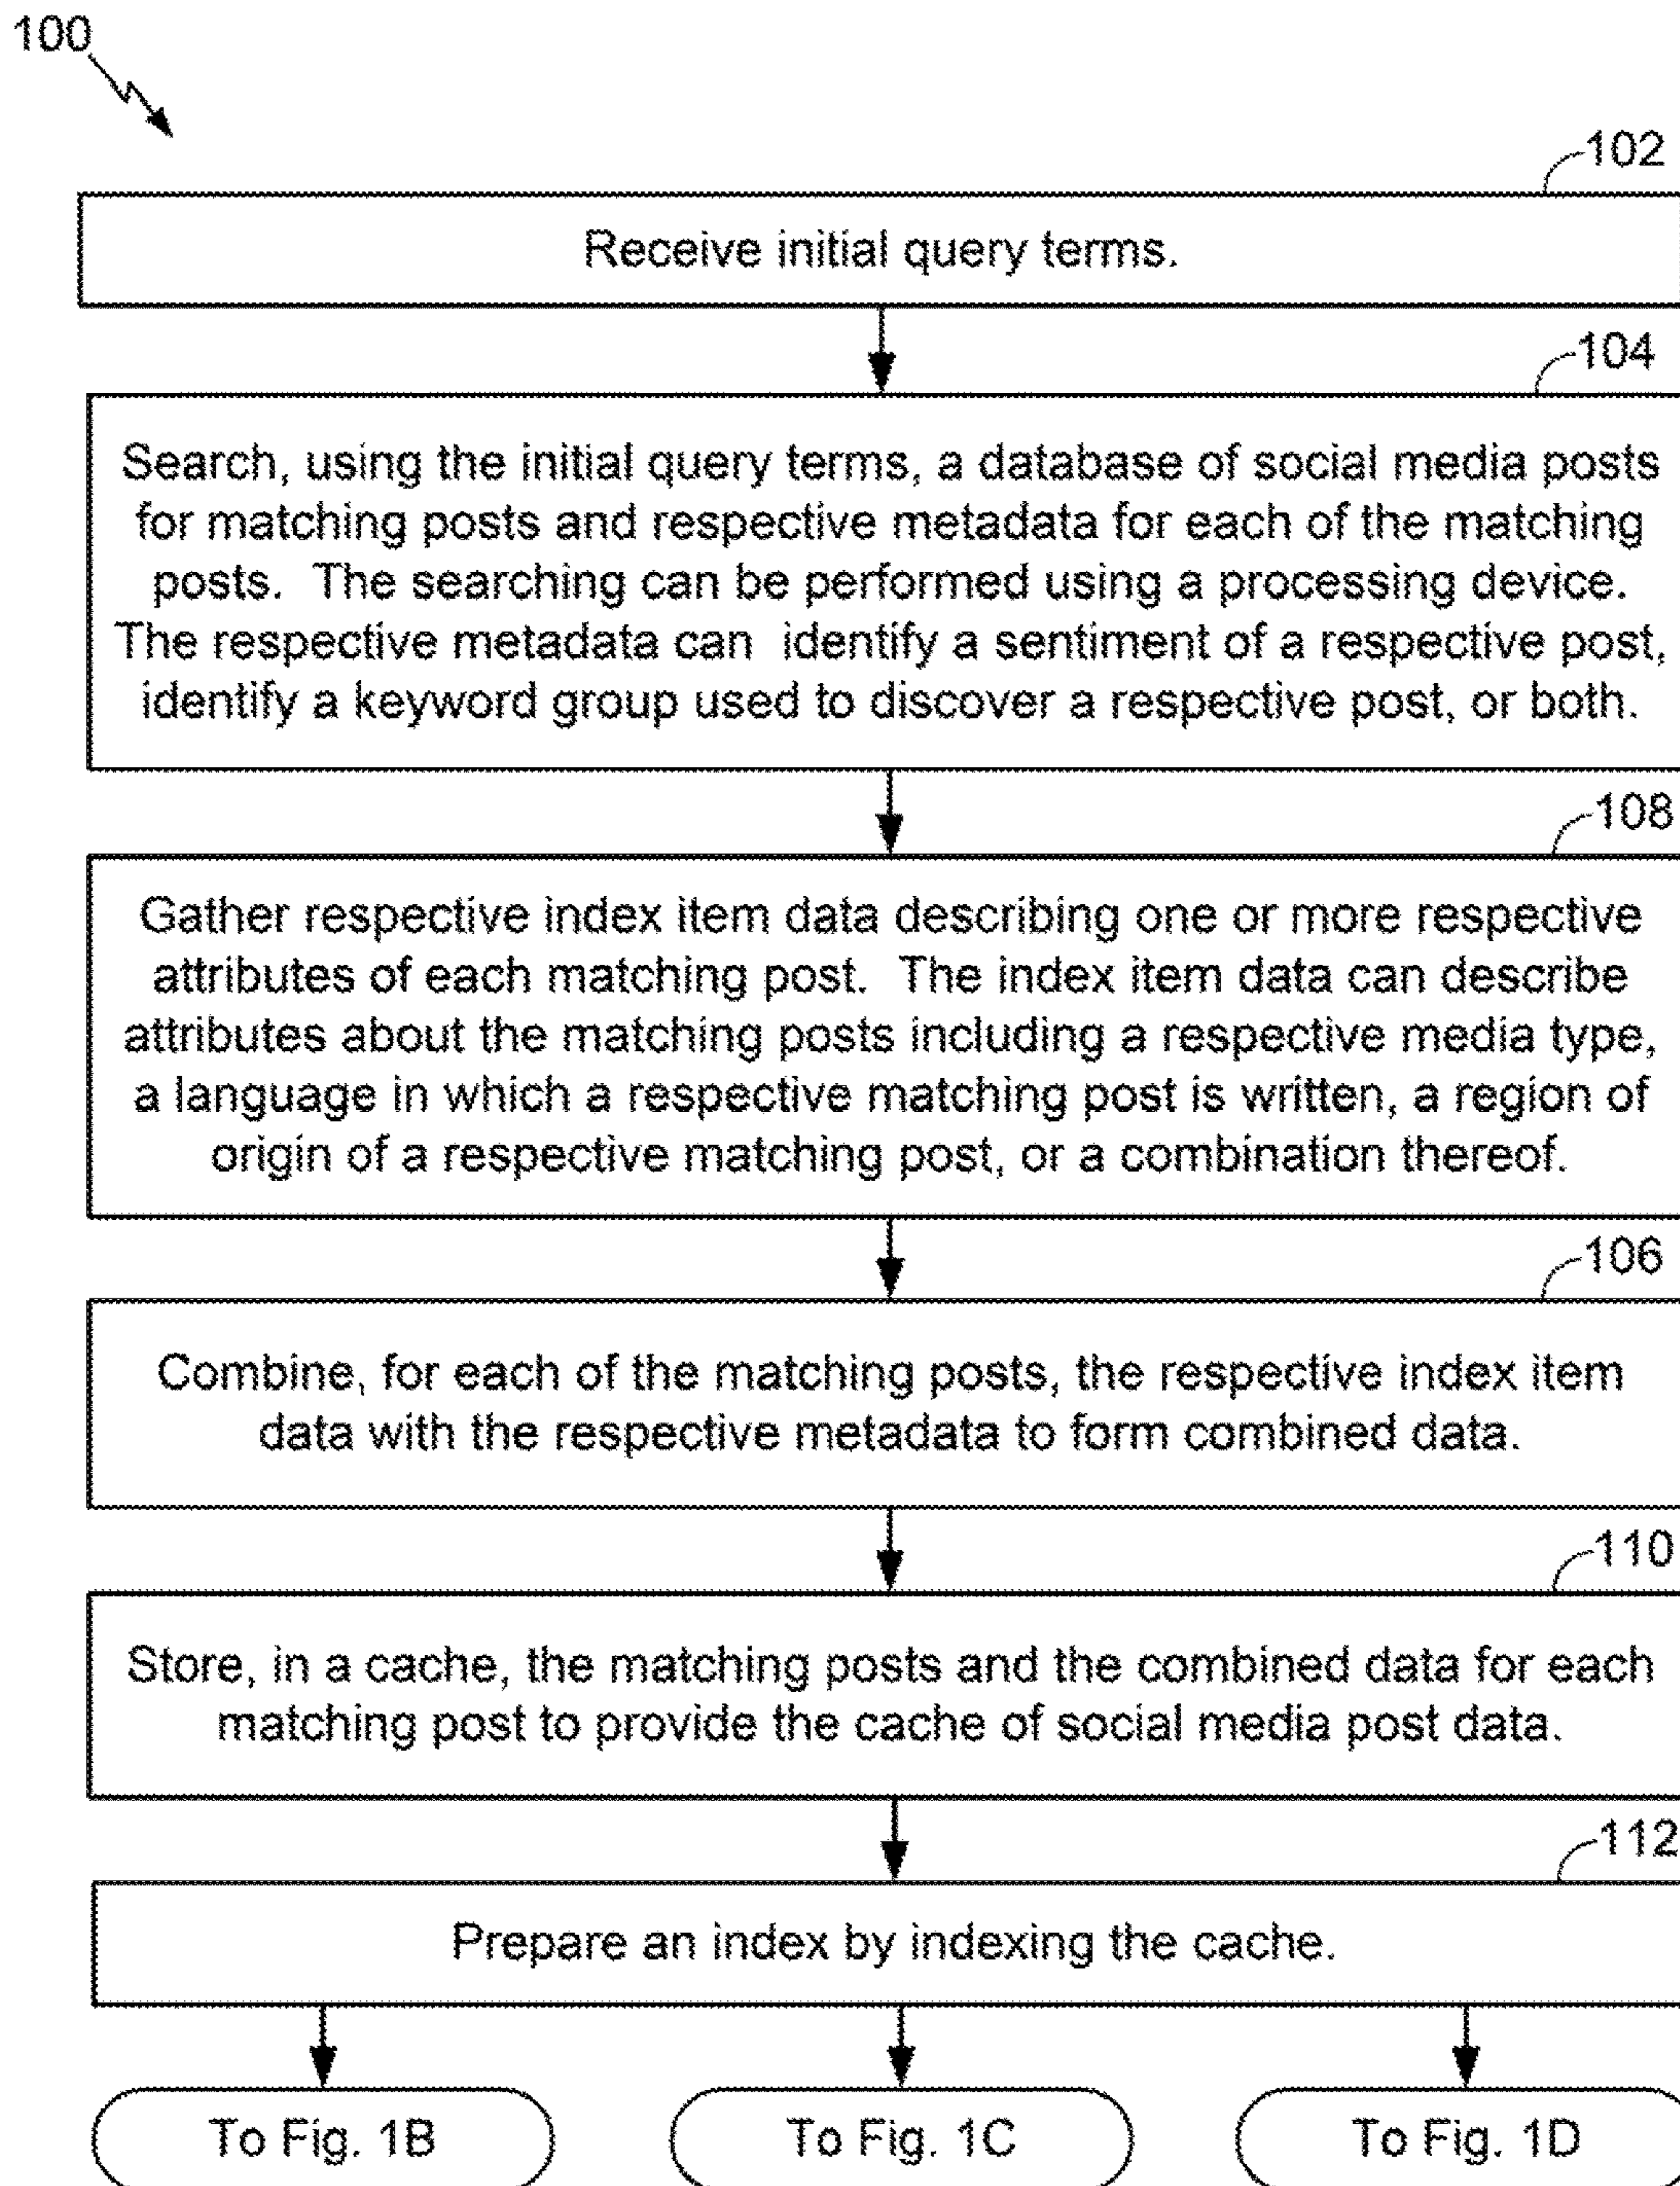 100
102
Receive initial query terms.
104
Search, using the initial query terms, a database of social media posts
for matching posts and respective metadata for each of the matching
posts. The searching can be performed using a processing device.
The respective metadata can identify a sentiment of a respective post,
identify a keyword group used to discover a respective post, or both.
108
Gather respective index item data describing one or more respective
attributes of each matching post. The index item data can describe
attributes about the matching posts including a respective media type,
a language in which a respective matching post is written, a region of
origin of a respective matching post, or a combination thereof.
106
Combine, for each of the matching posts, the respective index item
data with the respective metadata to form combined data.
110
Store, in a cache, the matching posts and the combined data for each
matching post to provide the cache of social media post data.
112
Prepare an index by indexing the cache.
To Fig. 1B
To Fig. 1C
To Fig. 1D